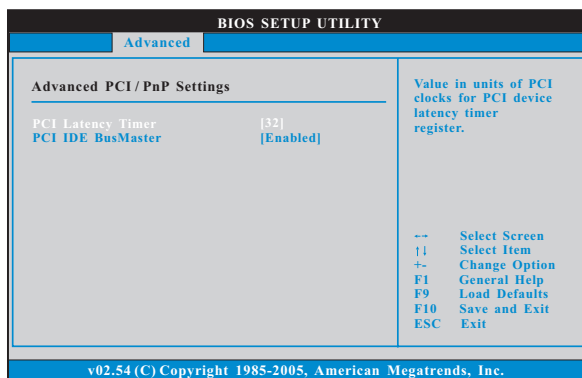 BIOS SETUP UTILITY
Advanced
Advanced PCI / PnP Settings
PCI Latency Timer [32]
PCI IDE BusMaster [Enabled]
Value in units of PCI
clocks for PCI device
latency timer
register.
←→ Select Screen
↑↓ Select Item
+- Change Option
F1 General Help
F9 Load Defaults
F10 Save and Exit
ESC Exit
v02.54 (C) Copyright 1985-2005, American Megatrends, Inc.